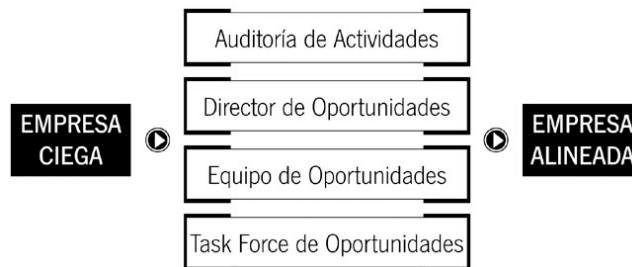 Auditoría de Actividades
Director de Oportunidades
EMPRESA
CIEGA
EMPRESA
ALINEADA
Equipo de Oportunidades
Task Force de Oportunidades